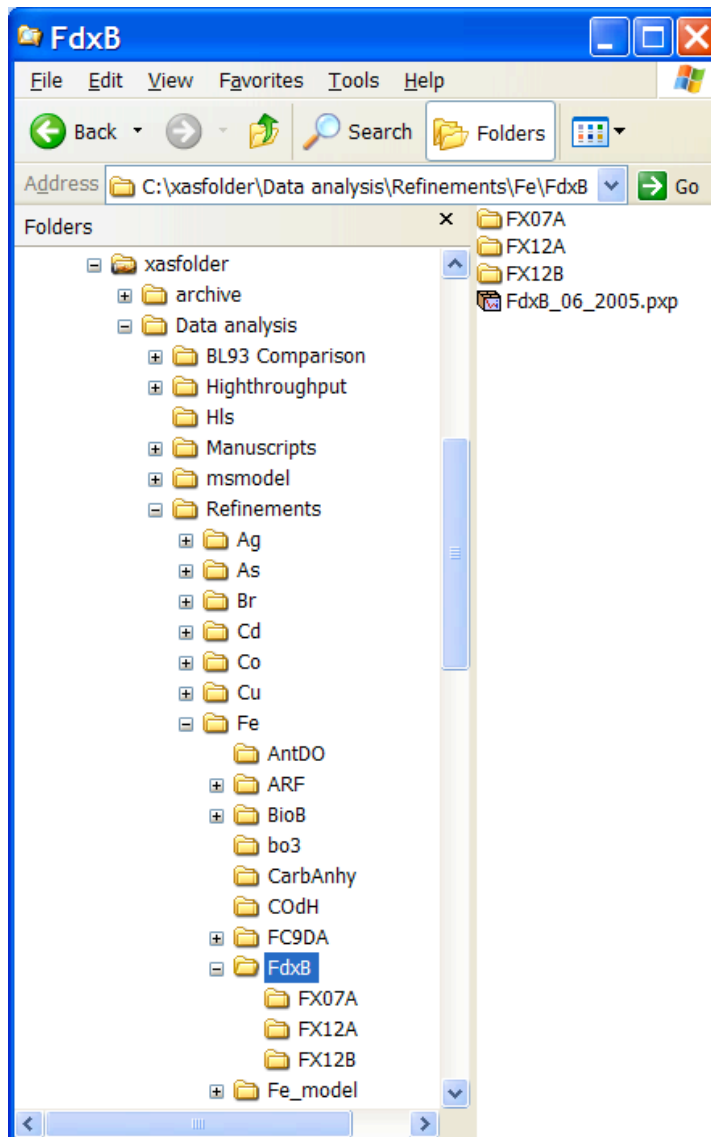 FdxB
File Edit View Favorites Tools Help
Back Search Folders
Address C:\xasfolder\Data analysis\Refinements\Fe\FdxB Go
Folders
xasfolder
archive
Data analysis
BL93 Comparison
Highthroughput
Hls
Manuscripts
msmodel
Refinements
Ag
As
Br
Cd
Co
Cu
Fe
AntDO
ARF
BioB
bo3
CarbAnhy
COdH
FC9DA
FdxB
FX07A
FX12A
FX12B
Fe_model
FX07A
FX12A
FX12B
FdxB_06_2005.pxp